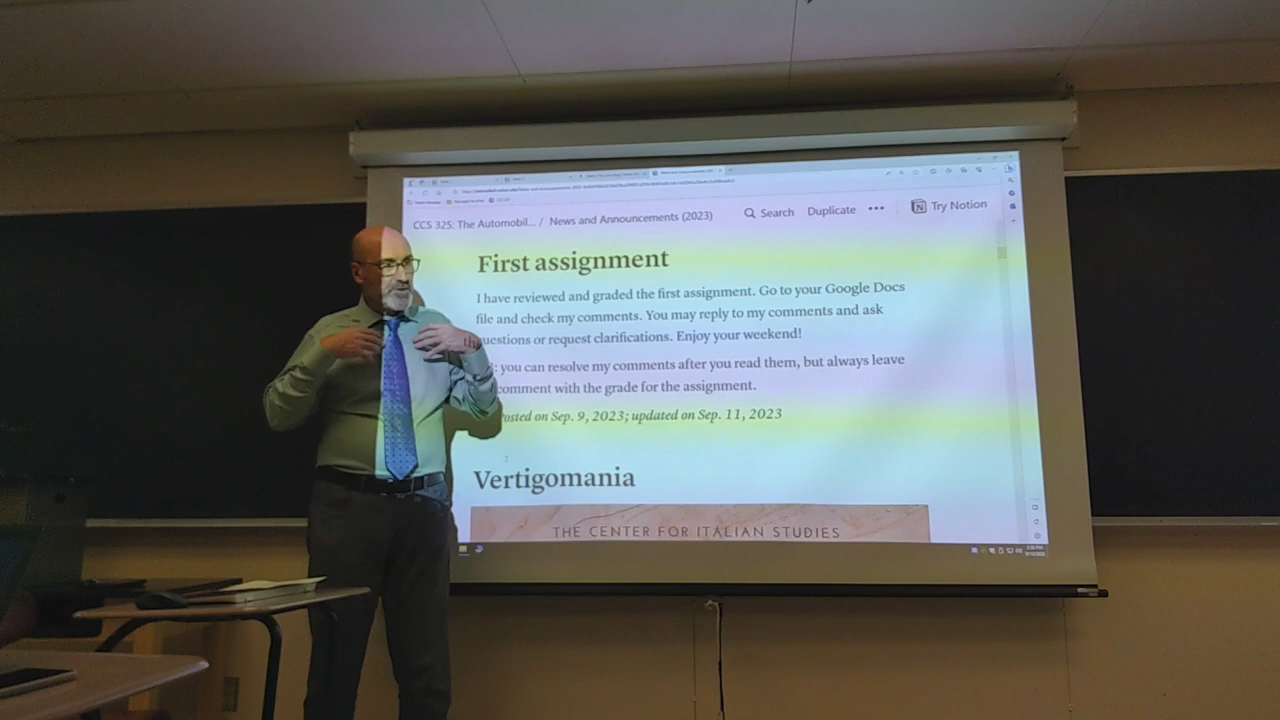 CCS 325: The Automobil... / News and Announcements (2023)
Search Duplicate ••• Try Notion
First assignment
I have reviewed and graded the first assignment. Go to your Google Docs
file and check my comments. You may reply to my comments and ask
uestions or request clarifications. Enjoy your weekend!
: you can resolve my comments after you read them, but always leave
th
comment with the grade for the assignment.
osted on Sep. 9, 2023; updated on Sep. 11, 2023
Vertigomania
THE CENTER FOR ITALIAN STUDIES